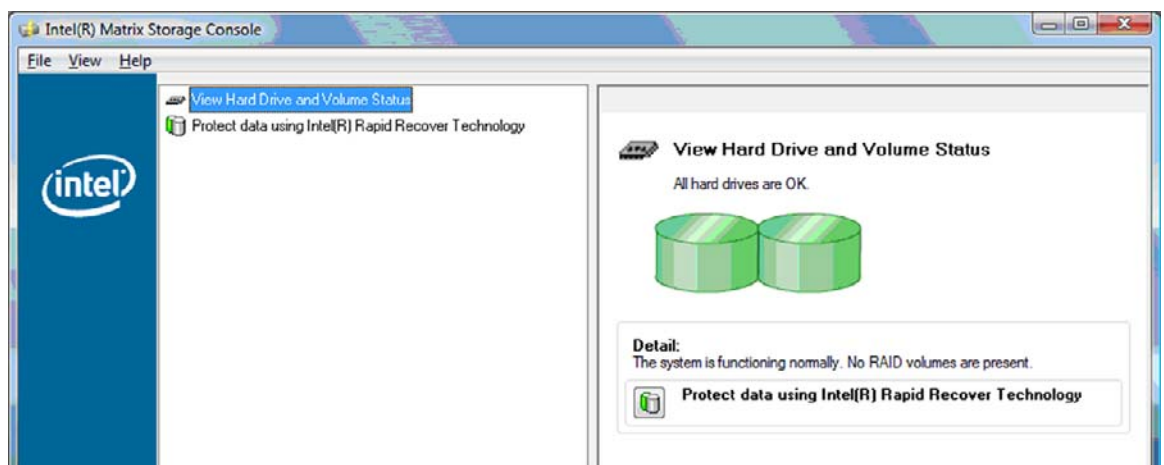 Intel(R) Matrix Storage Console
File View Help
View Hard Drive and Volume Status
Protect data using Intel(R) Rapid Recover Technology
intel
View Hard Drive and Volume Status
All hard drives are OK.
Detail:
The system is functioning normally. No RAID volumes are present.
Protect data using Intel(R) Rapid Recover Technology